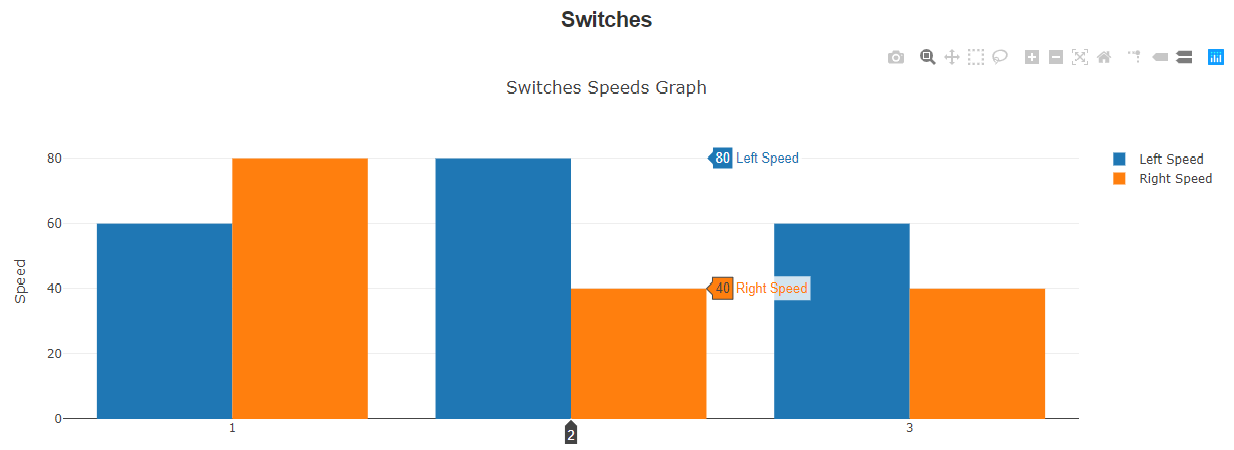 Switches
Switches Speeds Graph
80
60
40
20
0
Speed
80 Left Speed
40 Right Speed
1
2
3
Left Speed
Right Speed